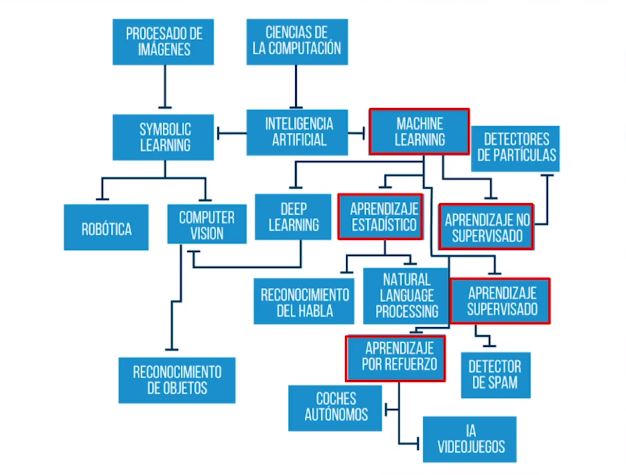 PROCESADO DE
IMÁGENES
CIENCIAS DE
LA COMPUTACIÓN
SYMBOLIC
LEARNING
INTELIGENCIA
ARTIFICIAL
MACHINE
LEARNING
DETECTORES
DE PARTÍCULAS
ROBÓTICA
COMPUTER
VISION
DEEP
LEARNING
APRENDIZAJE
ESTADÍSTICO
APRENDIZAJE NO
SUPERVISADO
RECONOCIMIENTO
DEL HABLA
NATURAL
LANGUAGE
PROCESSING
APRENDIZAJE
SUPERVISADO
RECONOCIMIENTO
DE OBJETOS
APRENDIZAJE
POR REFUERZO
DETECTOR
DE SPAM
COCHES
AUTÓNOMOS
IA
VIDEOJUEGOS